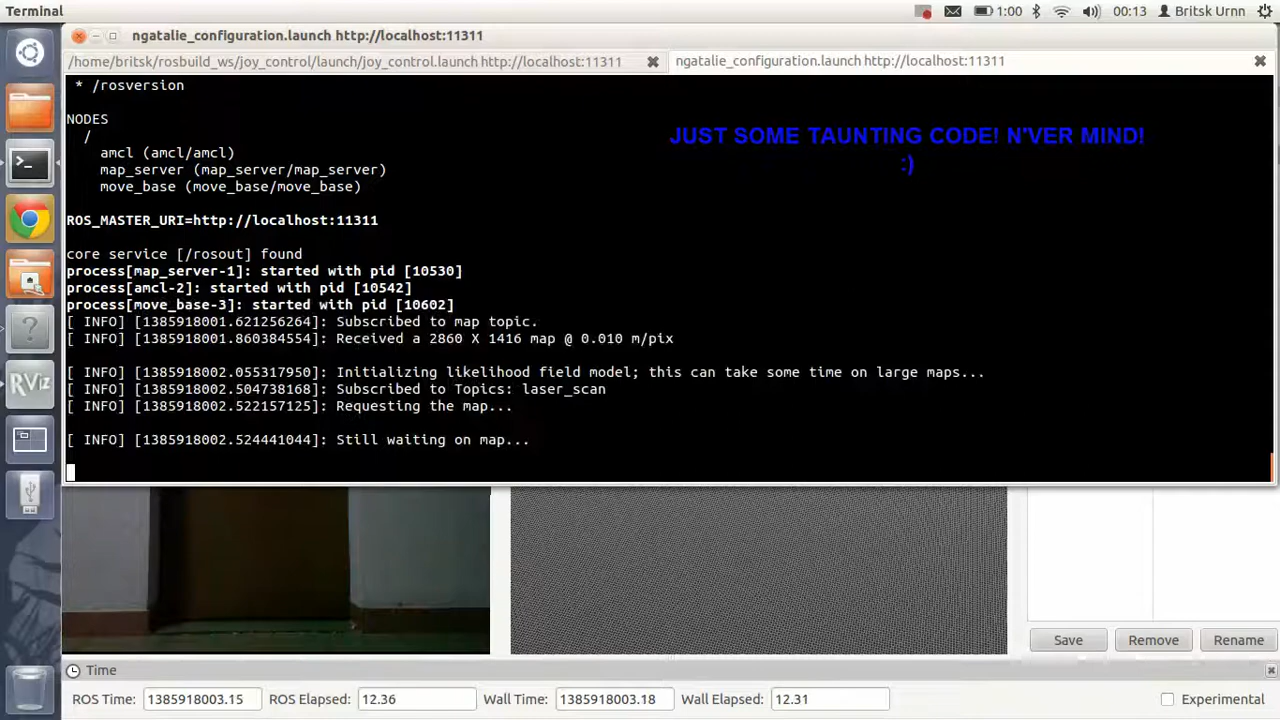 Terminal
1:00
00:13
Britsk Urnn
ngatalie_configuration.launch http://localhost:11311
/home/britsk/rosbuild_ws/joy_control/launch/joy_control.launch http://localhost:11311
ngatalie_configuration.launch http://localhost:11311
* /rosversion
NODES
/
amcl (amcl/amcl)
map_server (map_server/map_server)
move_base (move_base/move_base)
ROS_MASTER_URI=http://localhost:11311
core service [/rosout] found
process[map_server-1]: started with pid [10530]
process[amcl-2]: started with pid [10542]
process[move_base-3]: started with pid [10602]
[ INFO] [1385918001.621256264]: Subscribed to map topic.
[ INFO] [1385918001.860384554]: Received a 2860 X 1416 map @ 0.010 m/pix
[ INFO] [1385918002.055317950]: Initializing likelihood field model; this can take some time on large maps...
[ INFO] [1385918002.504738168]: Subscribed to Topics: laser_scan
[ INFO] [1385918002.522157125]: Requesting the map...
[ INFO] [1385918002.524441044]: Still waiting on map...
JUST SOME TAUNTING CODE! N'VER MIND!
:)
RViz
Save Remove Rename
Time
ROS Time: 1385918003.15 ROS Elapsed: 12.36 Wall Time: 1385918003.18 Wall Elapsed: 12.31 Experimental